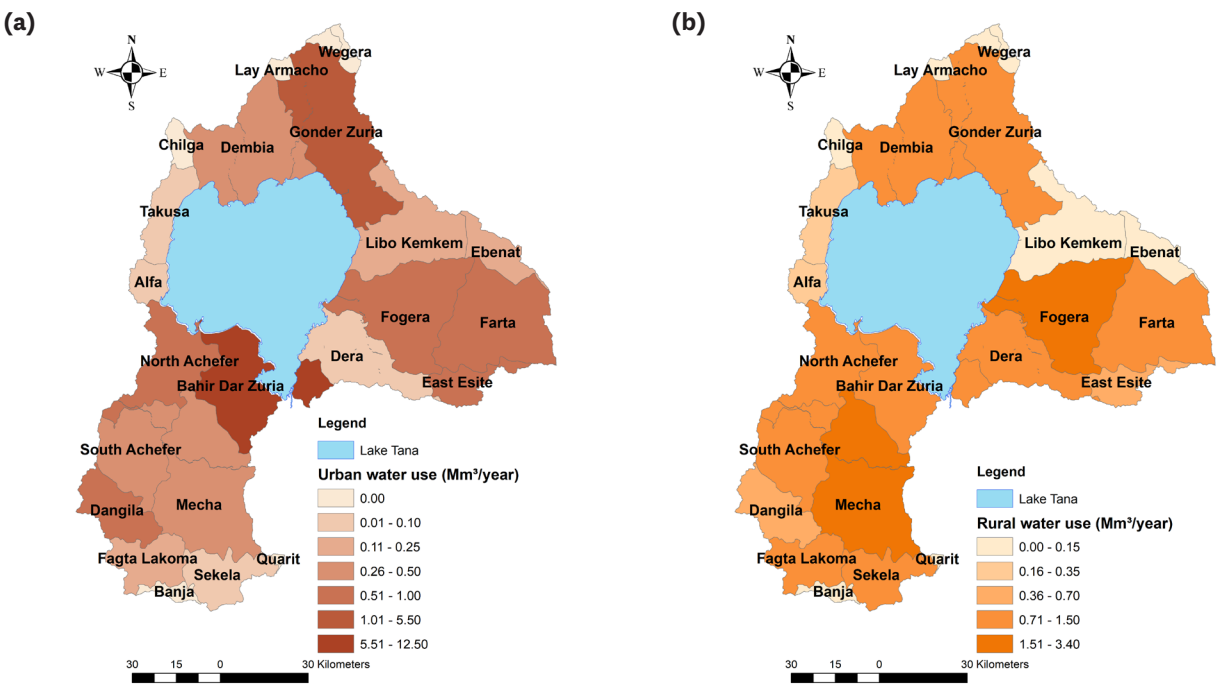 (a)
N
W E
S
Wegera
Lay Armacho
Gonder Zuria
Chilga
Dembia
Takusa
Libo Kemkem
Ebenat
Alfa
Fogera
Farta
Dera
North Achefer
East Esite
Bahir Dar Zuria
South Achefer
Mecha
Dangila
Fagta Lakoma
Quarit
Sekela
Banja
Legend
Lake Tana
Urban water use (Mm³/year)
0.00
0.01 - 0.10
0.11 - 0.25
0.26 - 0.50
0.51 - 1.00
1.01 - 5.50
5.51 - 12.50
30 15 0 30 Kilometers
(b)
N
W E
S
Wegera
Lay Armacho
Gonder Zuria
Chilga
Dembia
Takusa
Libo Kemkem
Ebenat
Alfa
Fogera
Farta
Dera
North Achefer
East Esite
Bahir Dar Zuria
South Achefer
Mecha
Dangila
Fagta Lakoma
Quarit
Sekela
Banja
Legend
Lake Tana
Rural water use (Mm³/year)
0.00 - 0.15
0.16 - 0.35
0.36 - 0.70
0.71 - 1.50
1.51 - 3.40
30 15 0 30 Kilometers